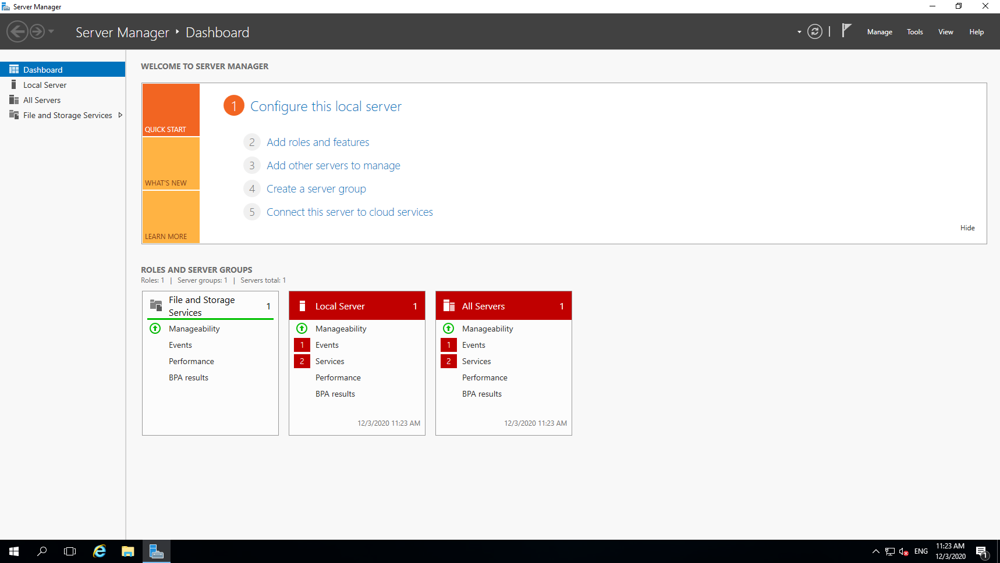 Server Manager
Server Manager ‣ Dashboard
Manage Tools View Help
Dashboard
Local Server
All Servers
File and Storage Services
WELCOME TO SERVER MANAGER
QUICK START
WHAT'S NEW
LEARN MORE
1 Configure this local server
2 Add roles and features
3 Add other servers to manage
4 Create a server group
5 Connect this server to cloud services
Hide
ROLES AND SERVER GROUPS
Roles: 1 | Server groups: 1 | Servers total: 1
File and Storage
Services 1
Manageability
Events
Performance
BPA results
Local Server 1
Manageability
1 Events
2 Services
Performance
BPA results
12/3/2020 11:23 AM
All Servers 1
Manageability
1 Events
2 Services
Performance
BPA results
12/3/2020 11:23 AM
ENG
11:23 AM
12/3/2020
1